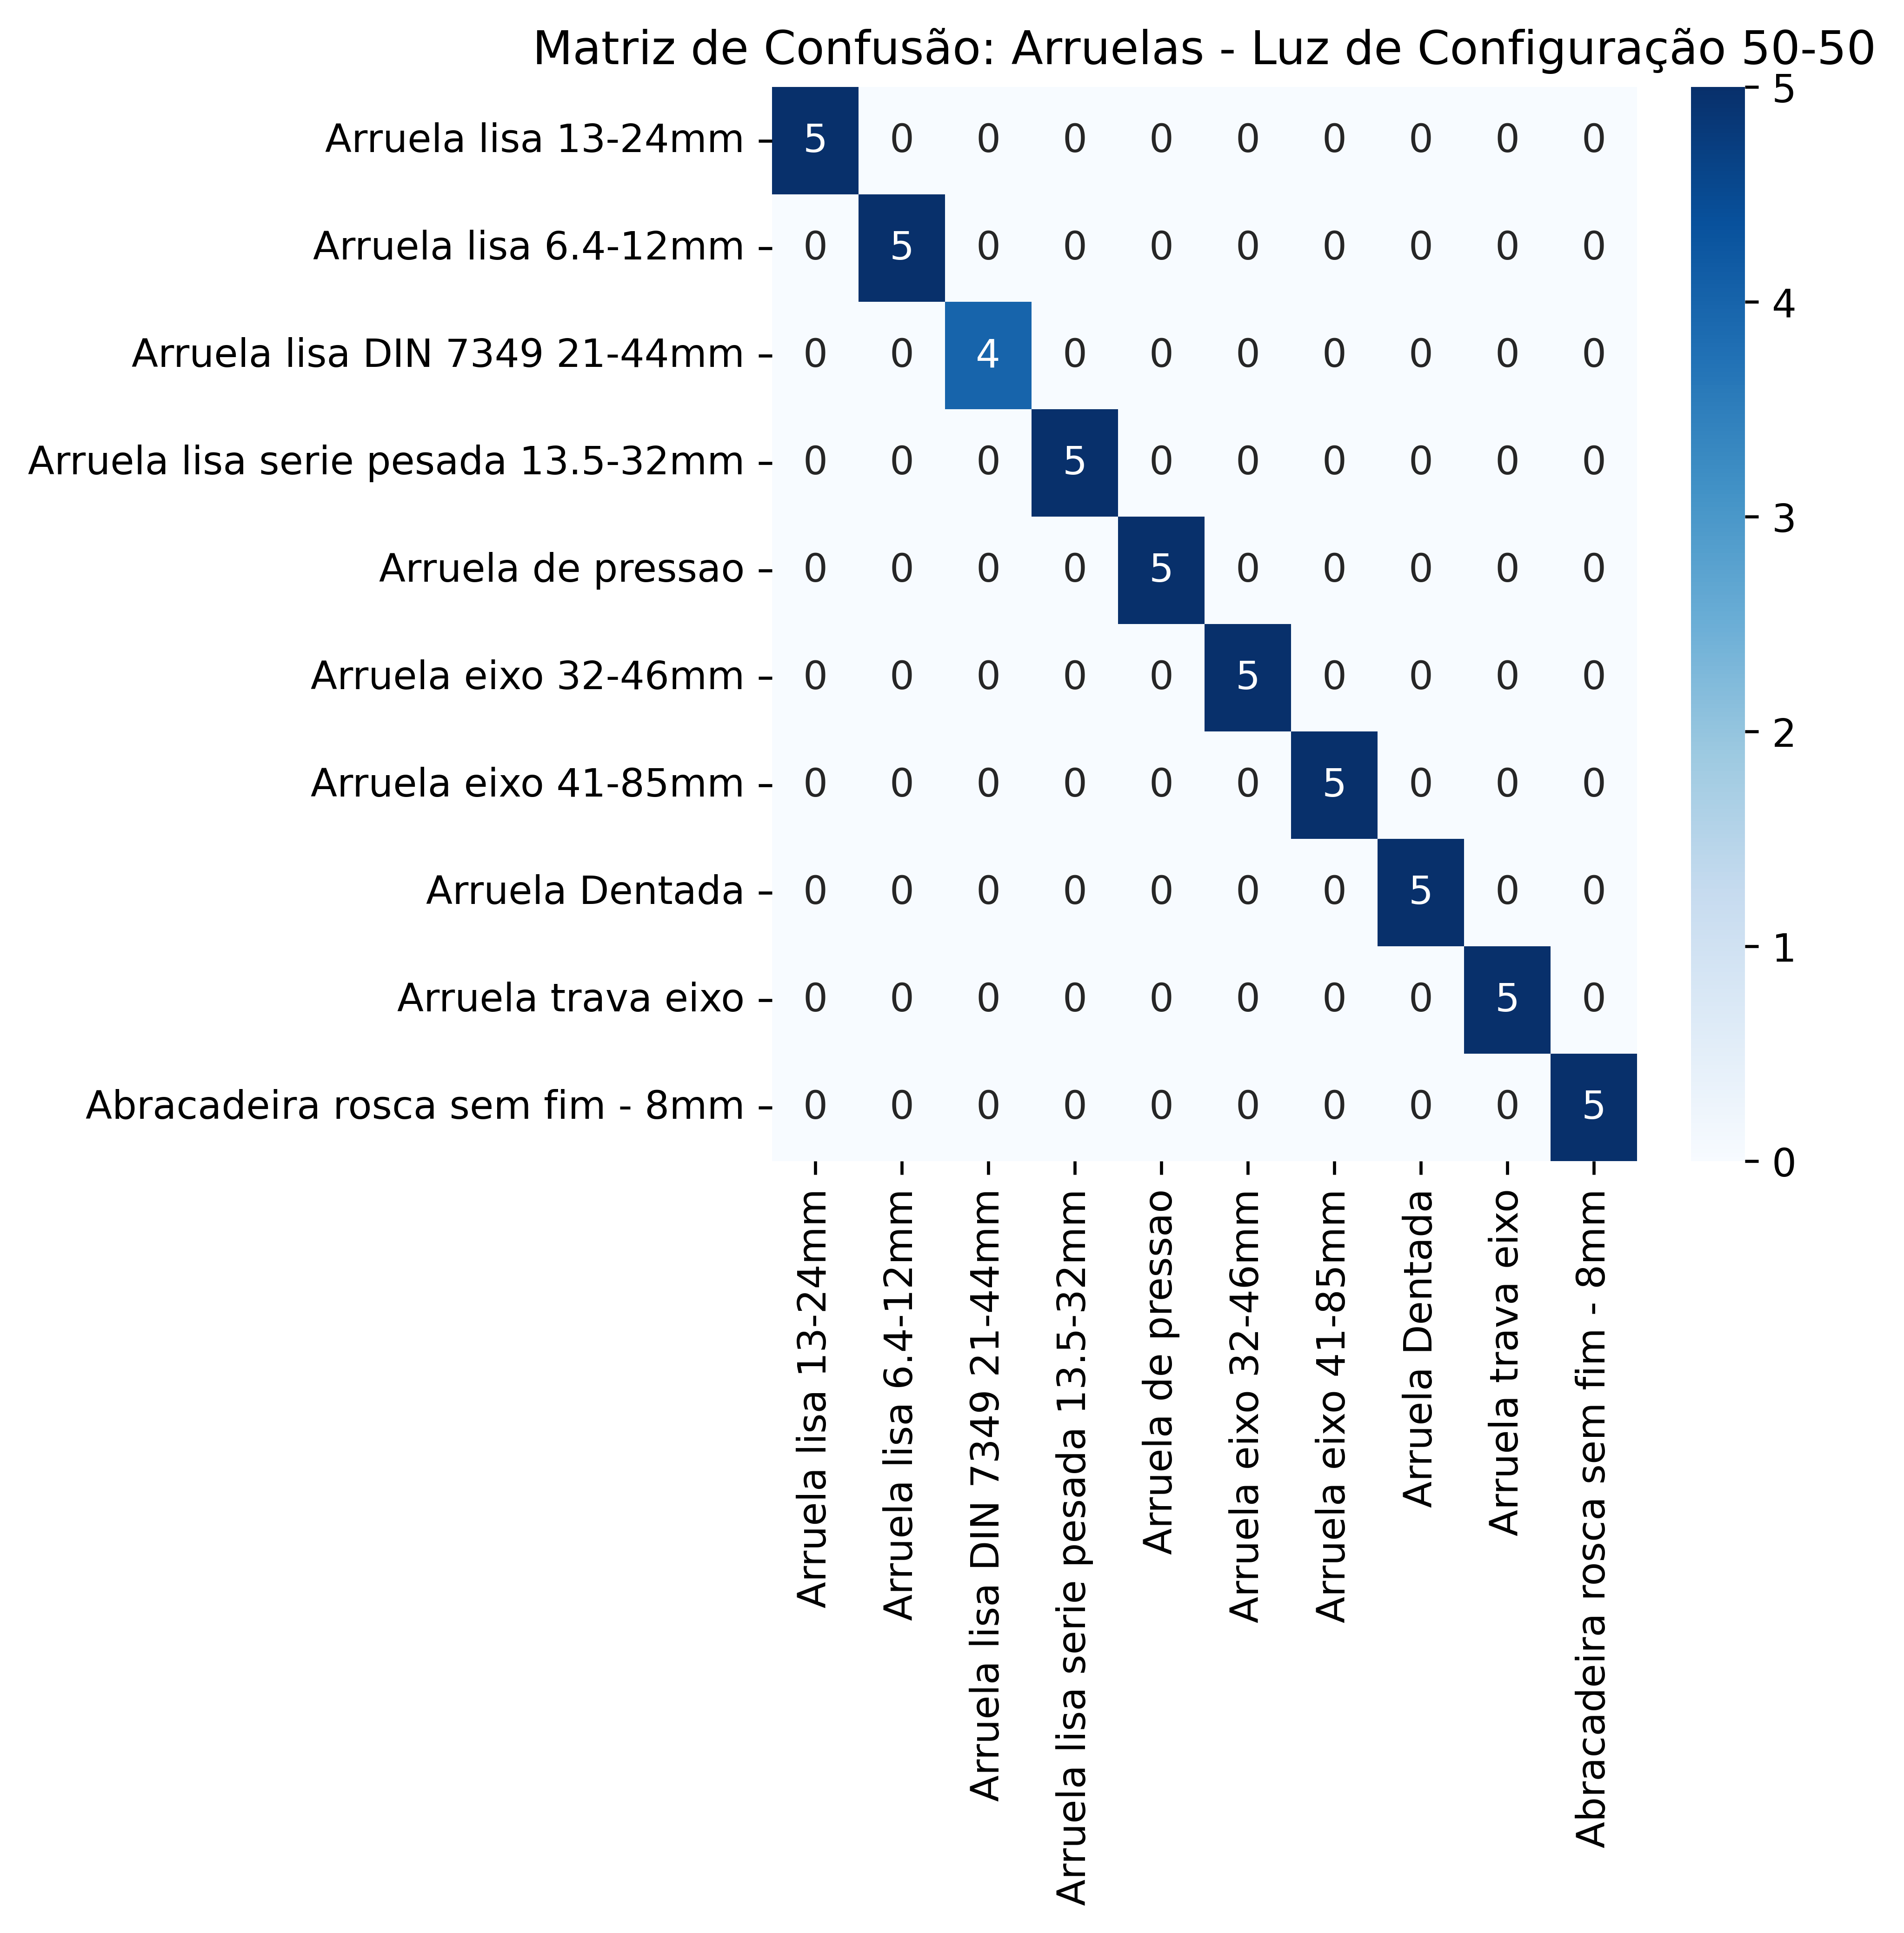 Matriz de Confusão: Arruelas - Luz de Configuração 50-50
Arruela lisa 13-24mm 5 0 0 0 0 0 0 0 0 0
Arruela lisa 6.4-12mm 0 5 0 0 0 0 0 0 0 0
Arruela lisa DIN 7349 21-44mm 0 0 4 0 0 0 0 0 0 0
Arruela lisa serie pesada 13.5-32mm 0 0 0 5 0 0 0 0 0 0
Arruela de pressao 0 0 0 0 5 0 0 0 0 0
Arruela eixo 32-46mm 0 0 0 0 0 5 0 0 0 0
Arruela eixo 41-85mm 0 0 0 0 0 0 5 0 0 0
Arruela Dentada 0 0 0 0 0 0 0 5 0 0
Arruela trava eixo 0 0 0 0 0 0 0 0 5 0
Abracadeira rosca sem fim - 8mm 0 0 0 0 0 0 0 0 0 5
Arruela lisa 13-24mm
Arruela lisa 6.4-12mm
Arruela lisa DIN 7349 21-44mm
Arruela lisa serie pesada 13.5-32mm
Arruela de pressao
Arruela eixo 32-46mm
Arruela eixo 41-85mm
Arruela Dentada
Arruela trava eixo
Abracadeira rosca sem fim - 8mm
5
4
3
2
1
0